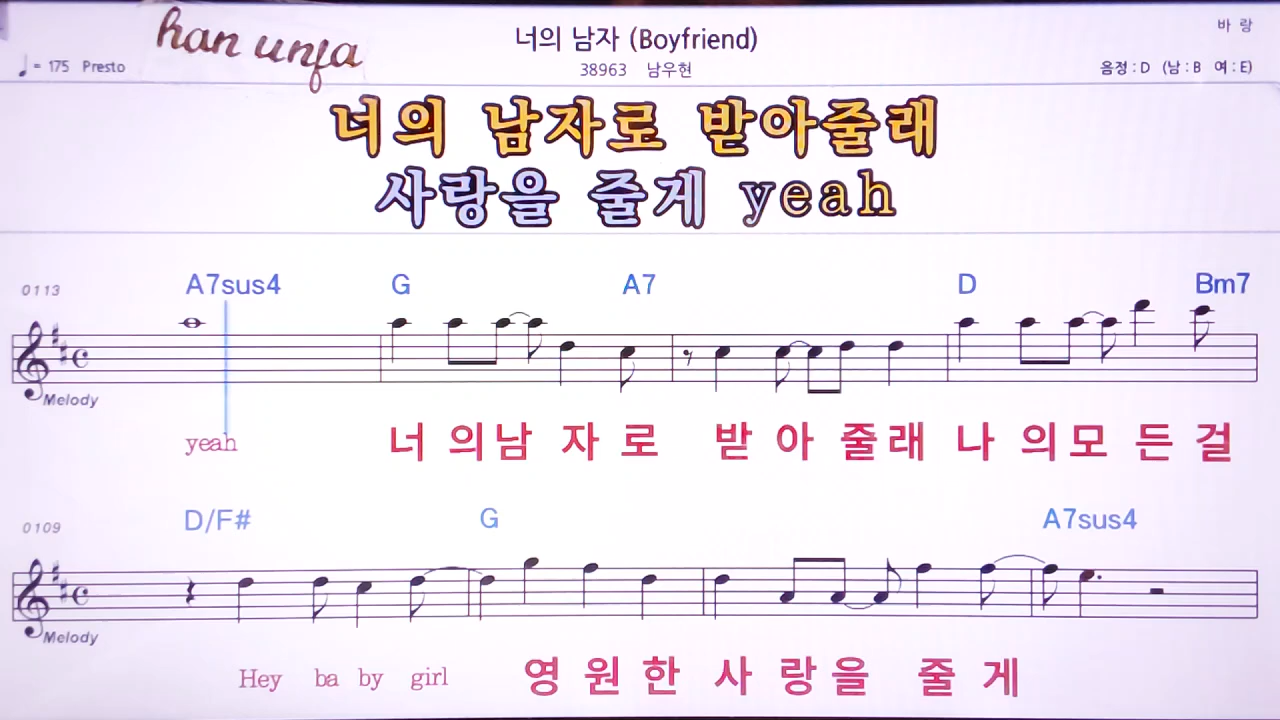 han unja
너의 남자 (Boyfriend)
바 랑
♩= 175 Presto
38963 남우현
음정 : D (남 : B 여 : E)
너의 남자로 받아줄래
사랑을 줄게 yeah
0113 A7sus4 G A7 D Bm7
Melody
yeah 너 의 남 자 로 받 아 줄 래 나 의 모 든 걸
0109 D/F# G A7sus4
Melody
Hey ba by girl 영 원 한 사 랑 을 줄 게